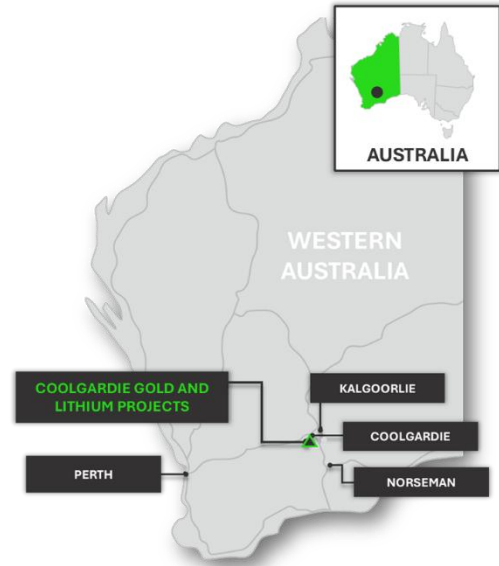 AUSTRALIA
WESTERN
AUSTRALIA
COOLGARDIE GOLD AND
LITHIUM PROJECTS
KALGOORLIE
COOLGARDIE
PERTH
NORSEMAN